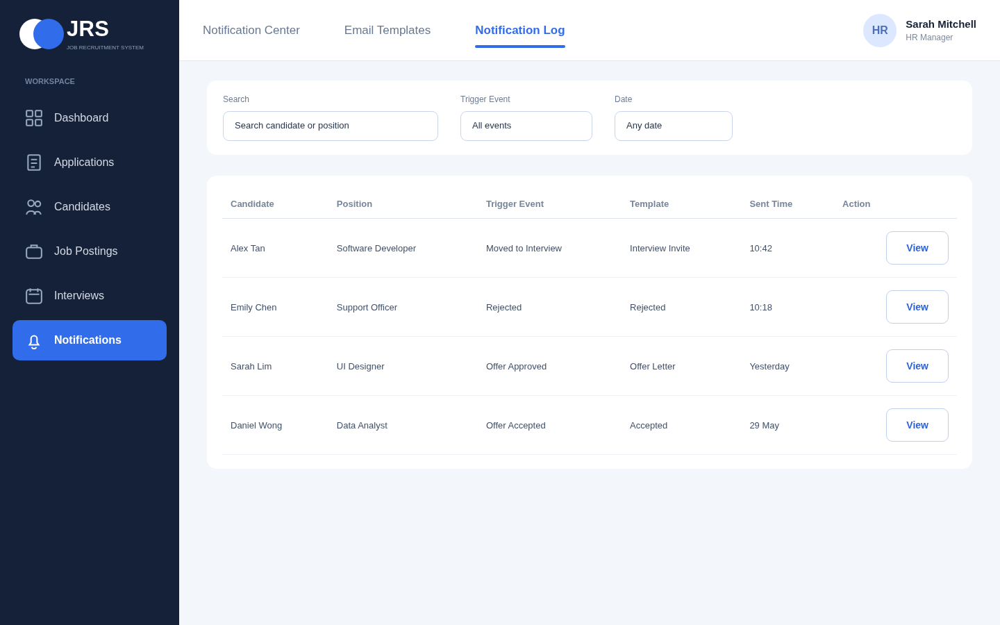 JRS
JOB RECRUITMENT SYSTEM
WORKSPACE
Dashboard
Applications
Candidates
Job Postings
Interviews
Notifications
Notification Center Email Templates Notification Log
HR
Sarah Mitchell
HR Manager
Search Trigger Event Date
Search candidate or position All events Any date
Candidate Position Trigger Event Template Sent Time Action
Alex Tan Software Developer Moved to Interview Interview Invite 10:42 View
Emily Chen Support Officer Rejected Rejected 10:18 View
Sarah Lim UI Designer Offer Approved Offer Letter Yesterday View
Daniel Wong Data Analyst Offer Accepted Accepted 29 May View